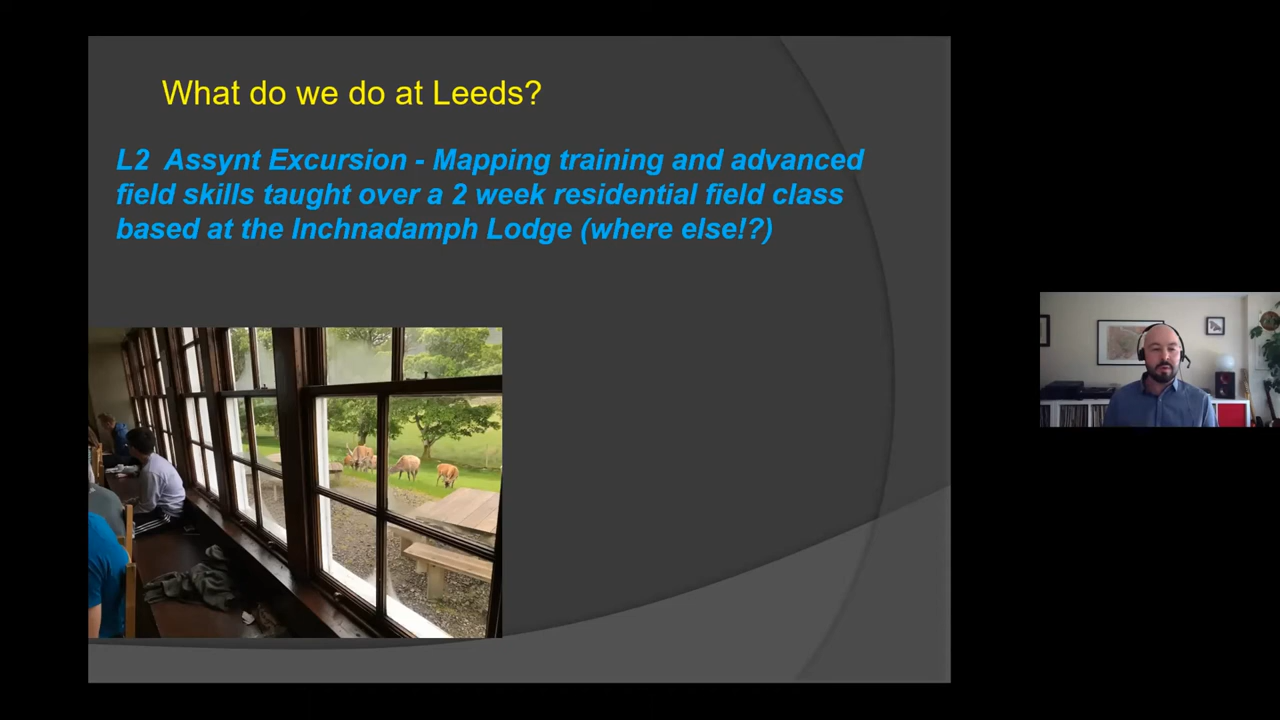 What do we do at Leeds?
L2  Assynt Excursion - Mapping training and advanced
field skills taught over a 2 week residential field class
based at the Inchnadamph Lodge (where else!?)